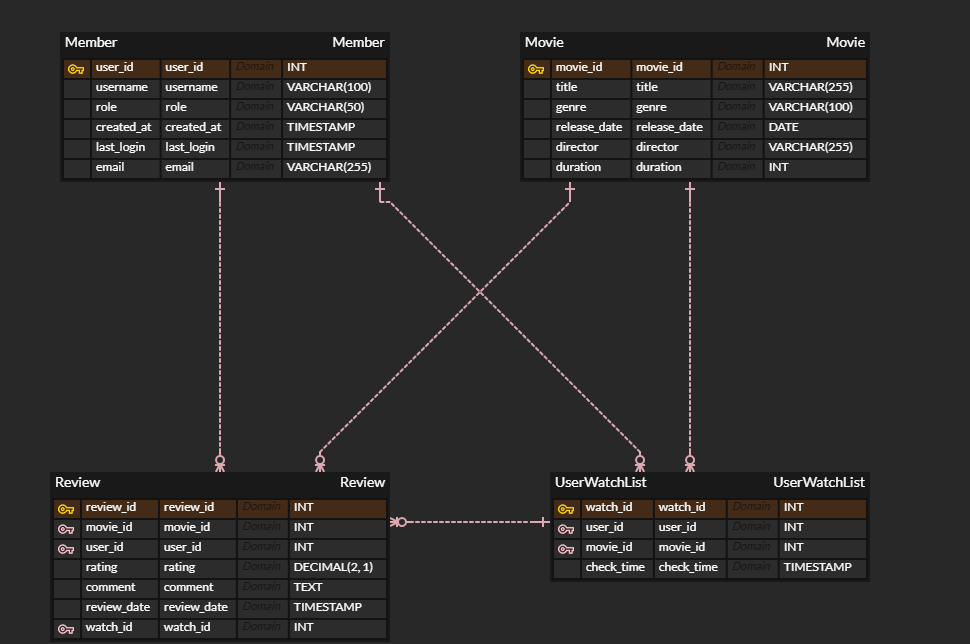 Member Member
user_id user_id Domain INT
username username Domain VARCHAR(100)
role role Domain VARCHAR(50)
created_at created_at Domain TIMESTAMP
last_login last_login Domain TIMESTAMP
email email Domain VARCHAR(255)
Movie Movie
movie_id movie_id Domain INT
title title Domain VARCHAR(255)
genre genre Domain VARCHAR(100)
release_date release_date Domain DATE
director director Domain VARCHAR(255)
duration duration Domain INT
Review Review
review_id review_id Domain INT
movie_id movie_id Domain INT
user_id user_id Domain INT
rating rating Domain DECIMAL(2, 1)
comment comment Domain TEXT
review_date review_date Domain TIMESTAMP
watch_id watch_id Domain INT
UserWatchList UserWatchList
watch_id watch_id Domain INT
user_id user_id Domain INT
movie_id movie_id Domain INT
check_time check_time Domain TIMESTAMP